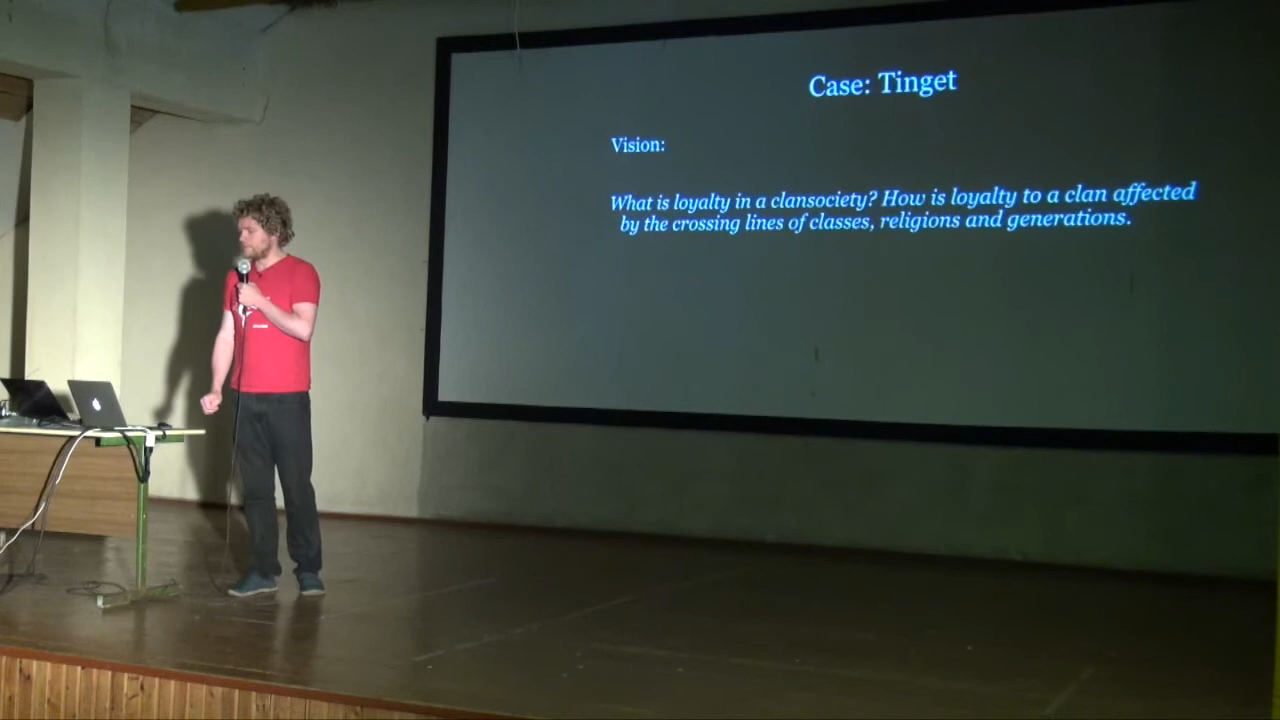 Case: Tinget
Vision:
What is loyalty in a clansociety? How is loyalty to a clan affected
by the crossing lines of classes, religions and generations.